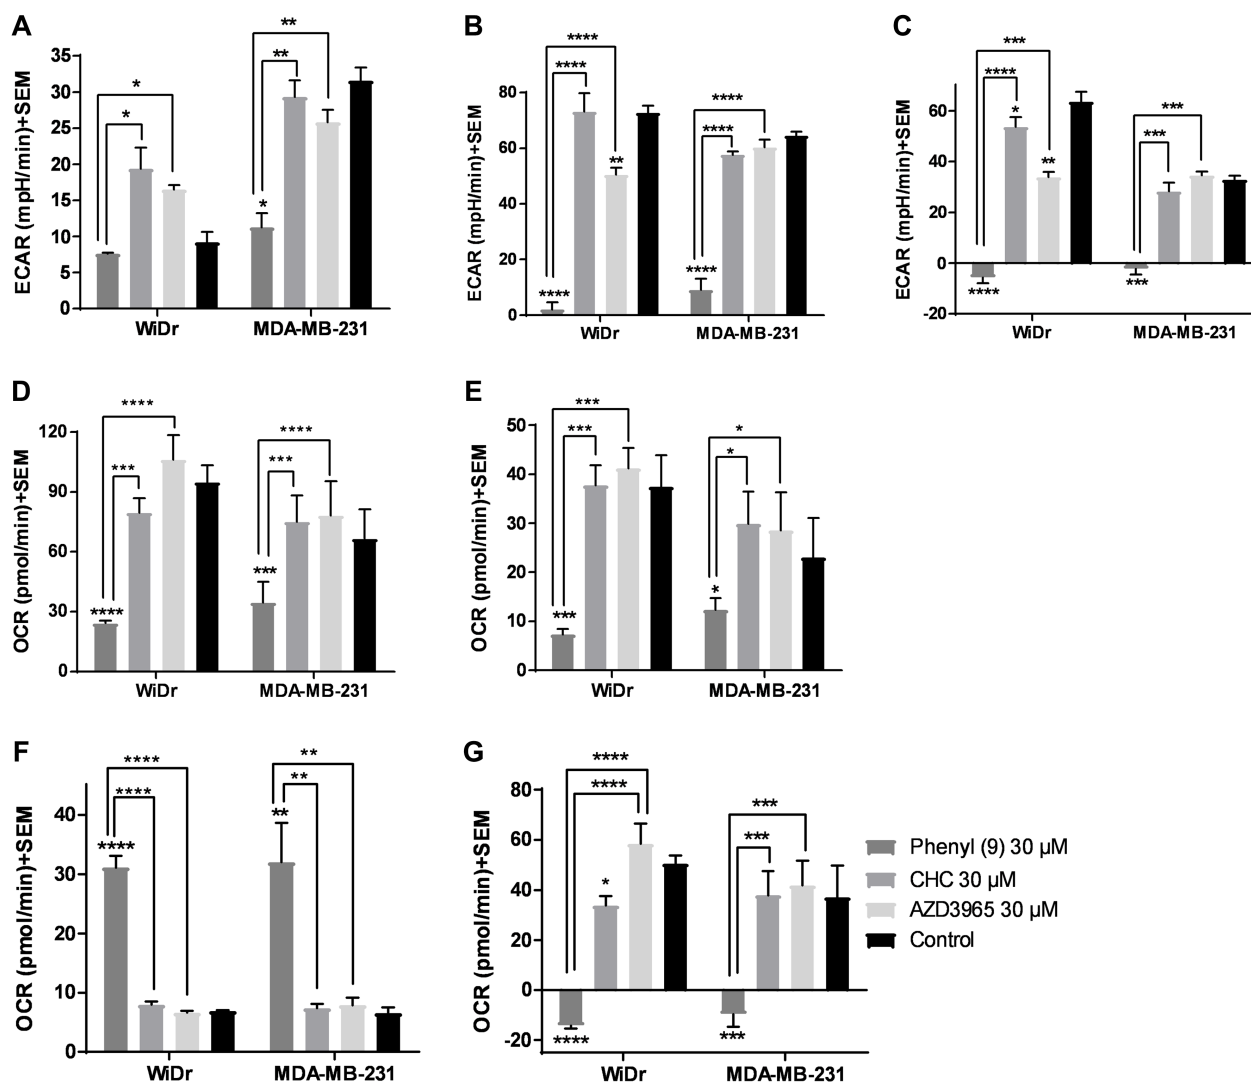 A
ECAR (mpH/min)+SEM
35
30
25
20
15
10
5
0
*
*
**
**
*
WiDr
MDA-MB-231
B
ECAR (mpH/min)+SEM
80
60
40
20
0
****
****
**
****
****
****
****
WiDr
MDA-MB-231
C
ECAR (mpH/min)+SEM
60
40
20
0
-20
***
****
*
**
****
***
***
***
WiDr
MDA-MB-231
D
OCR (pmol/min)+SEM
120
90
60
30
0
****
***
****
****
***
***
WiDr
MDA-MB-231
E
OCR (pmol/min)+SEM
50
40
30
20
10
0
***
***
***
*
*
*
WiDr
MDA-MB-231
F
OCR (pmol/min)+SEM
40
30
20
10
0
****
****
****
**
**
**
WiDr
MDA-MB-231
G
OCR (pmol/min)+SEM
80
60
40
20
0
-20
****
****
*
****
***
***
***
WiDr
MDA-MB-231
Phenyl (9) 30 µM
CHC 30 µM
AZD3965 30 µM
Control